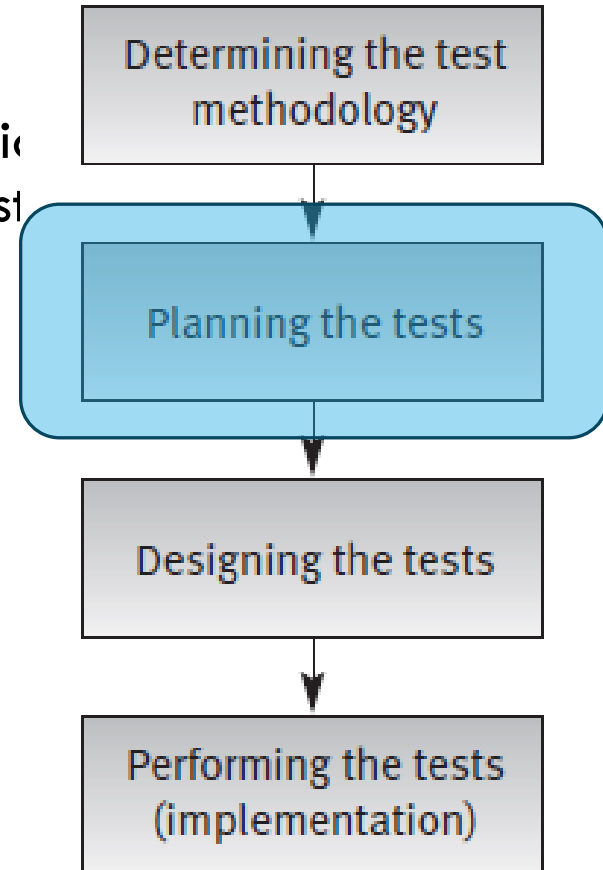 Determining the test
methodology
Planning the tests
Designing the tests
Performing the tests
(implementation)